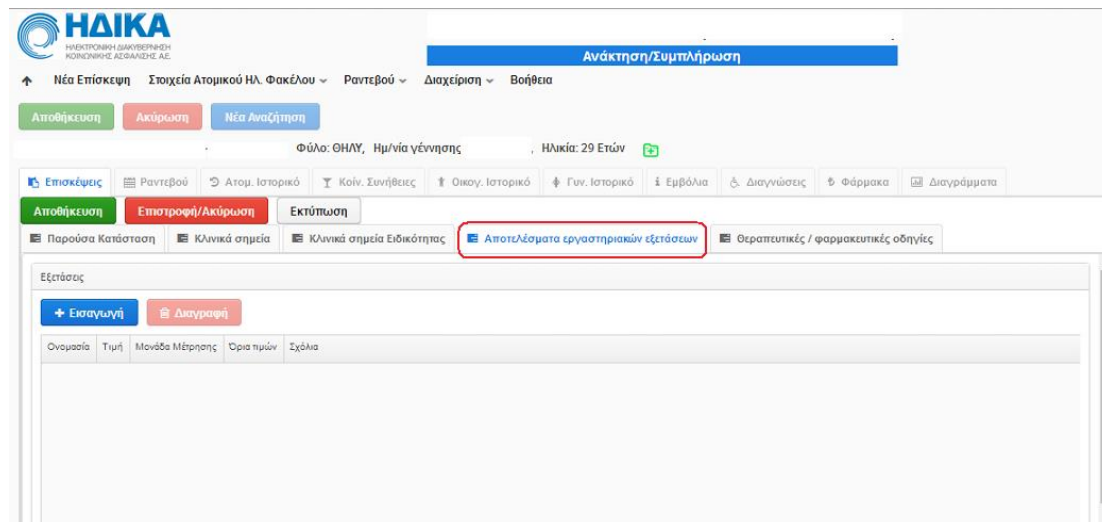 ΗΔΙΚΑ
ΗΛΕΚΤΡΟΝΙΚΗ ΔΙΑΚΥΒΕΡΝΗΣΗ
ΚΟΙΝΩΝΙΚΗΣ ΑΣΦΑΛΙΣΗΣ Α.Ε.
Ανάκτηση/Συμπλήρωση
Νέα Επίσκεψη Στοιχεία Ατομικού Ηλ. Φακέλου Ραντεβού Διαχείριση Βοήθεια
Αποθήκευση Ακύρωση Νέα Αναζήτηση
Φύλο: ΘΗΛΥ, Ημ/νία γέννησης , Ηλικία: 29 Ετών
Επισκέψεις Ραντεβού Ατομ. Ιστορικό Κοίν. Συνήθειες Οικογ. Ιστορικό Γυν. Ιστορικό Εμβόλια Διαγνώσεις Φάρμακα Διαγράμματα
Αποθήκευση Επιστροφή/Ακύρωση Εκτύπωση
Παρούσα Κατάσταση Κλινικά σημεία Κλινικά σημεία Ειδικότητας Αποτελέσματα εργαστηριακών εξετάσεων Θεραπευτικές / φαρμακευτικές οδηγίες
Εξετάσεις
+ Εισαγωγή Διαγραφή
Ονομασία Τιμή Μονάδα Μέτρησης Όρια τιμών Σχόλια